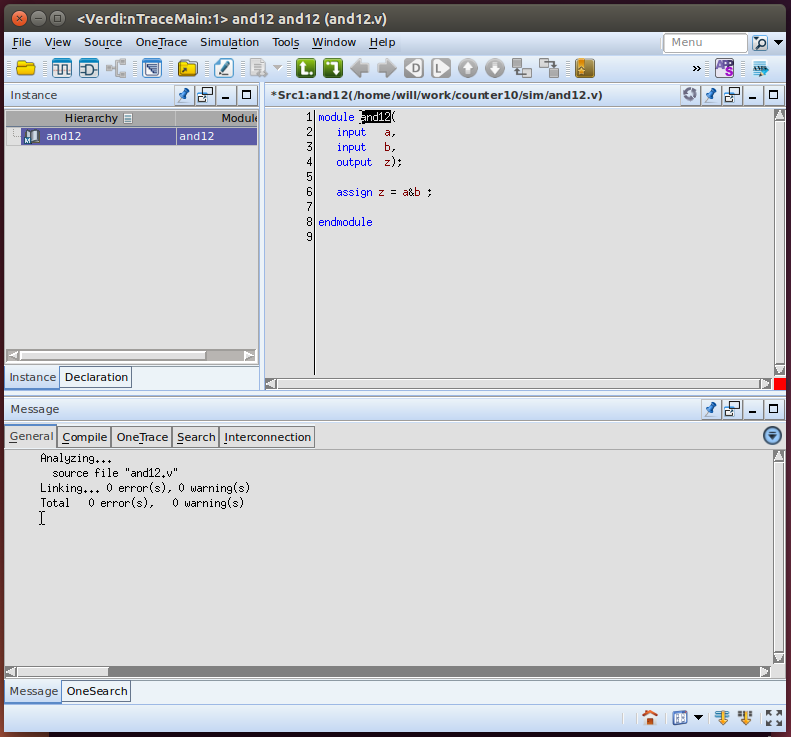 <Verdi:nTraceMain:1> and12 and12 (and12.v)
File View Source OneTrace Simulation Tools Window Help Menu
Instance
*Src1:and12(/home/will/work/counter10/sim/and12.v)
Hierarchy Module
and12 and12
1 module and12(
2 input a,
3 input b,
4 output z);
5
6 assign z = a&b ;
7
8 endmodule
9
Instance Declaration
Message
General Compile OneTrace Search Interconnection
Analyzing...
source file "and12.v"
Linking... 0 error(s), 0 warning(s)
Total 0 error(s), 0 warning(s)
Message OneSearch